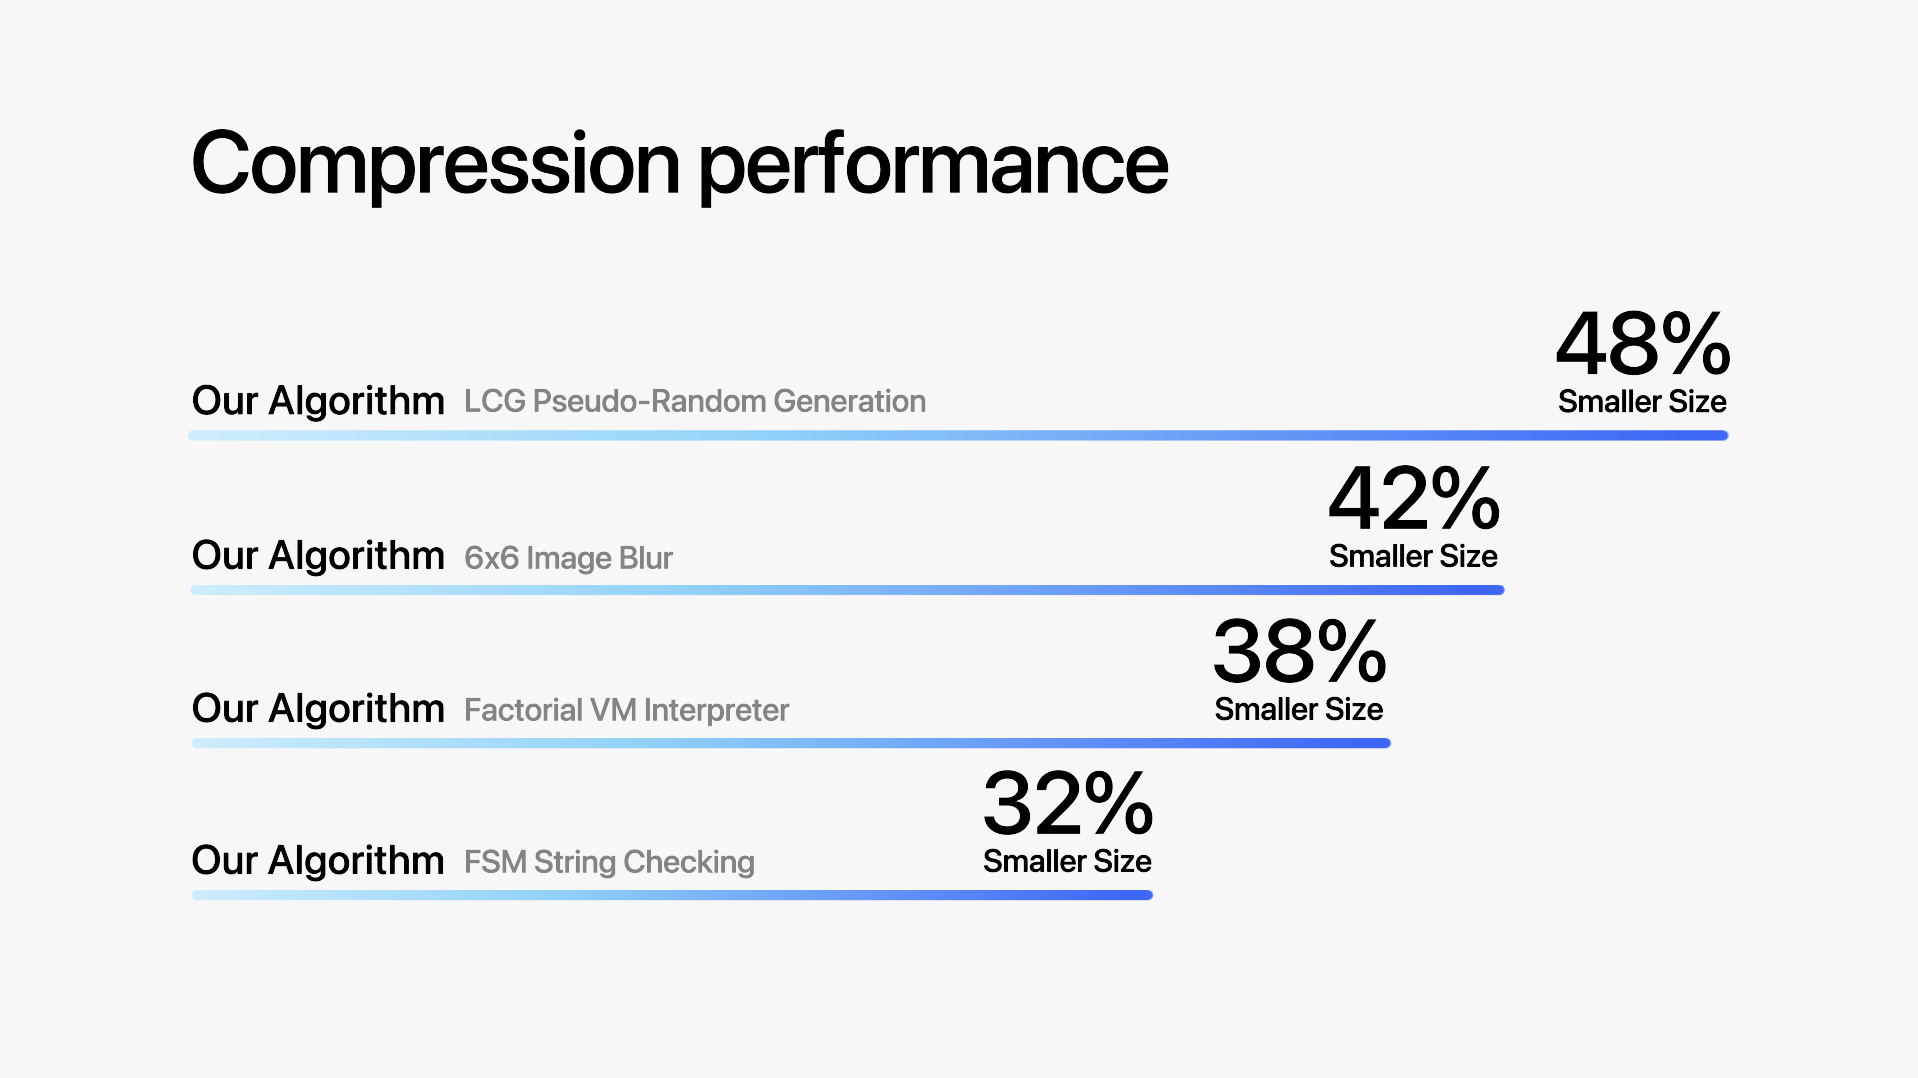 Compression performance
48%
Our Algorithm LCG Pseudo-Random Generation Smaller Size
42%
Our Algorithm 6x6 Image Blur Smaller Size
38%
Our Algorithm Factorial VM Interpreter Smaller Size
32%
Our Algorithm FSM String Checking Smaller Size